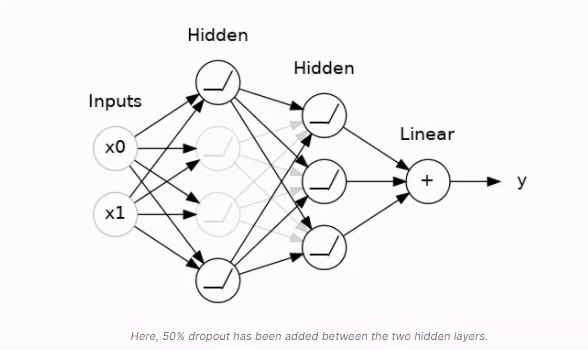 Hidden
Hidden
Inputs
Linear
x0
x1
+
y
Here, 50% dropout has been added between the two hidden layers.